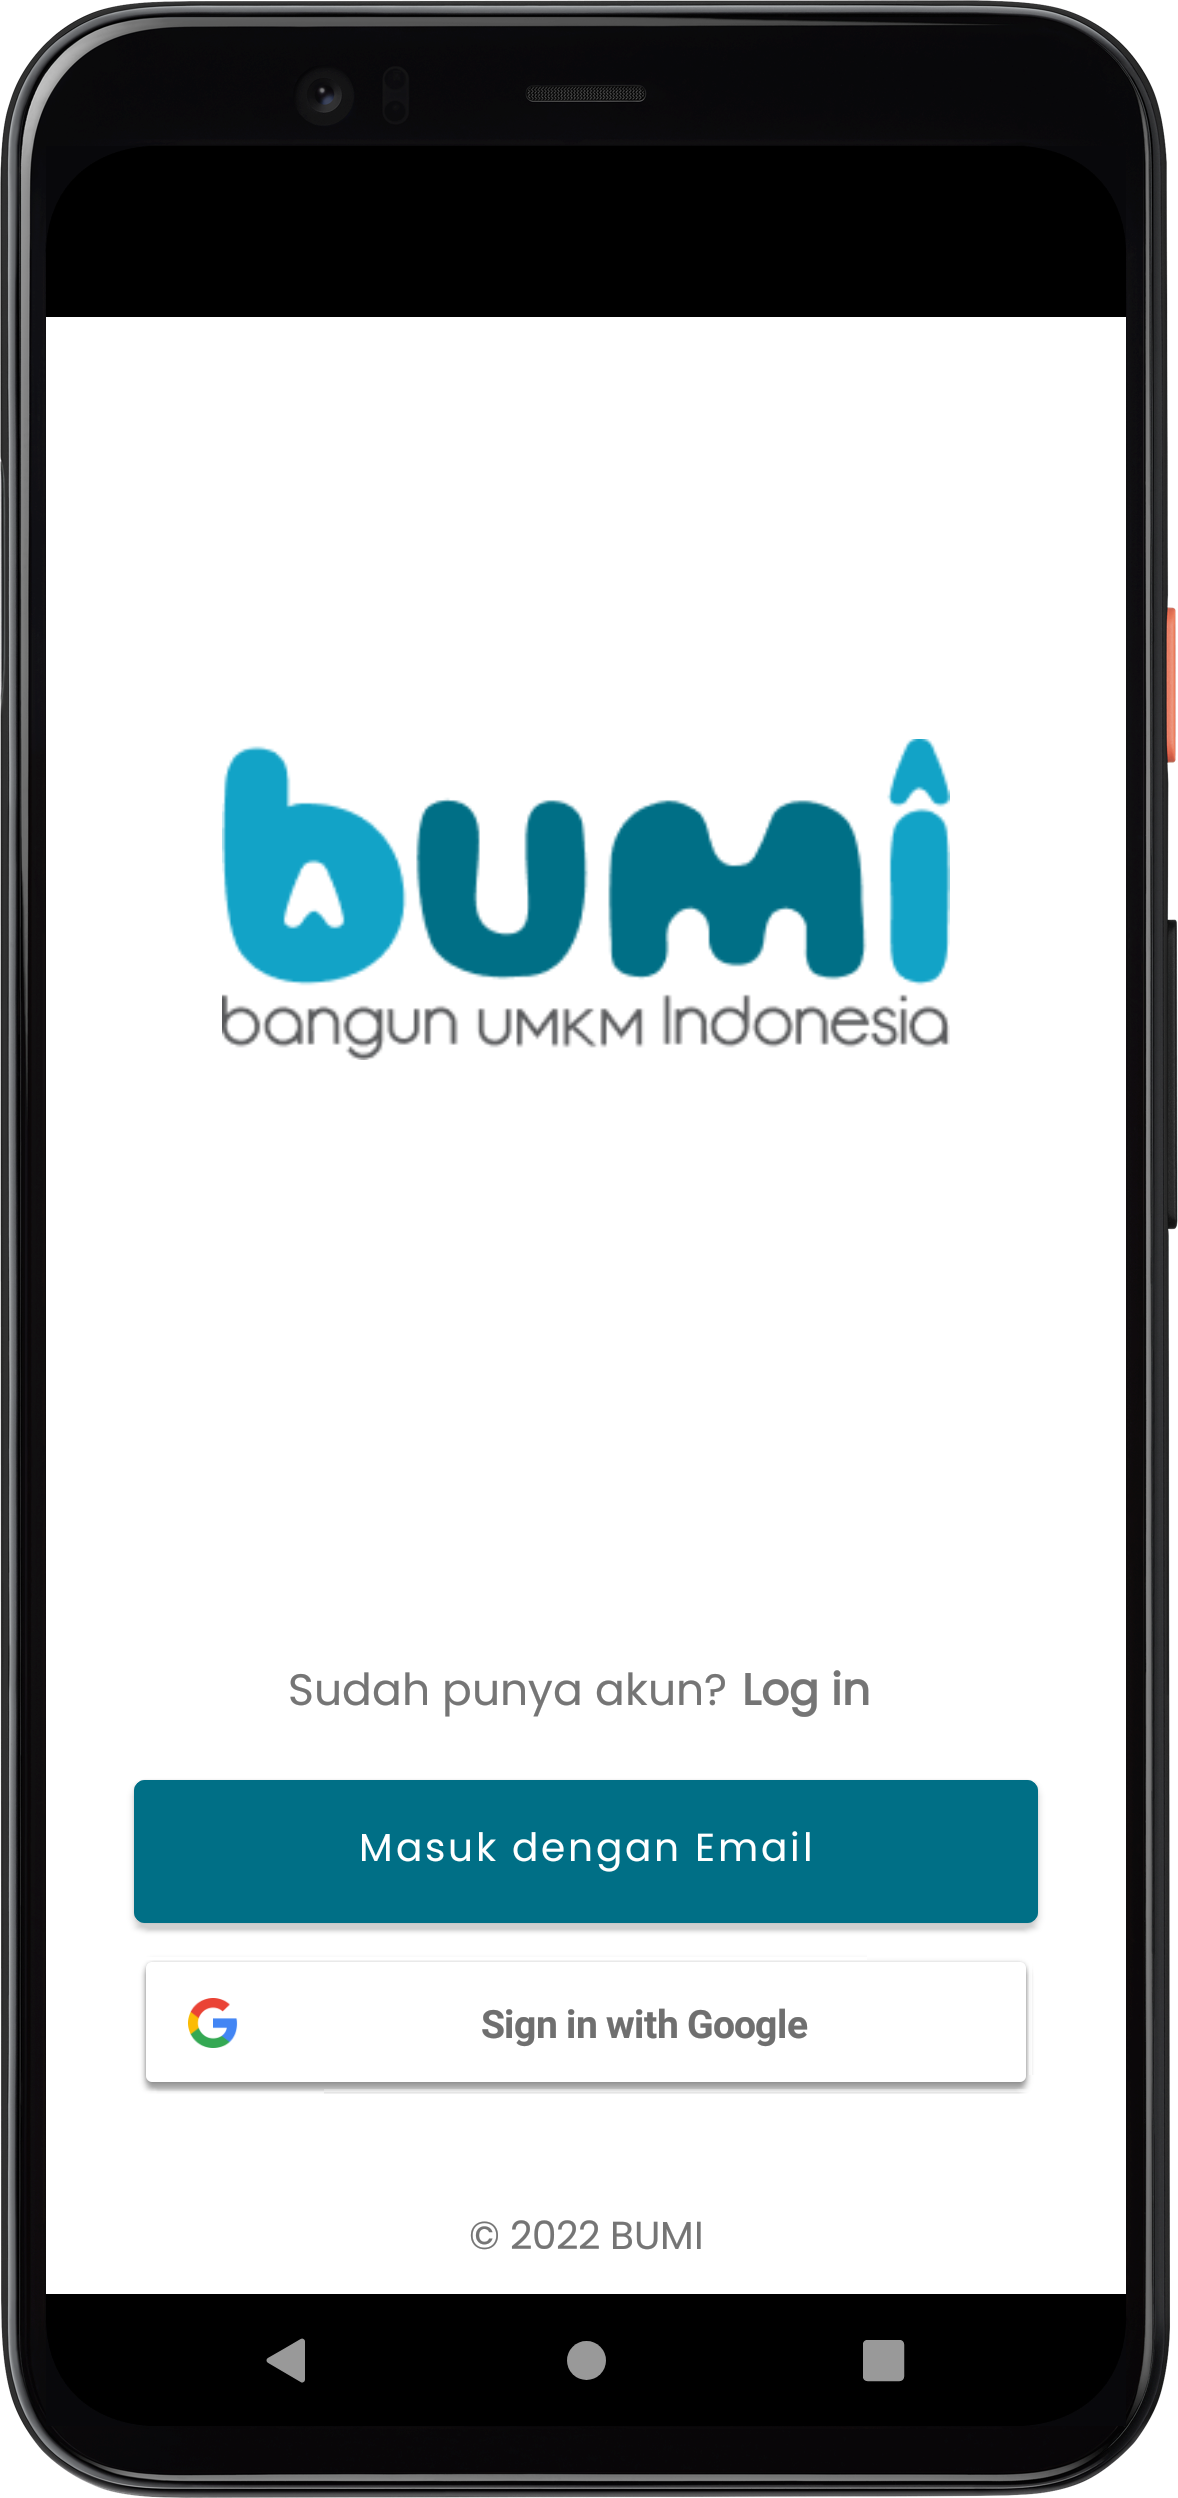 bumi
bangun UMKM Indonesia
Sudah punya akun? Log in
Masuk dengan Email
Sign in with Google
© 2022 BUMI